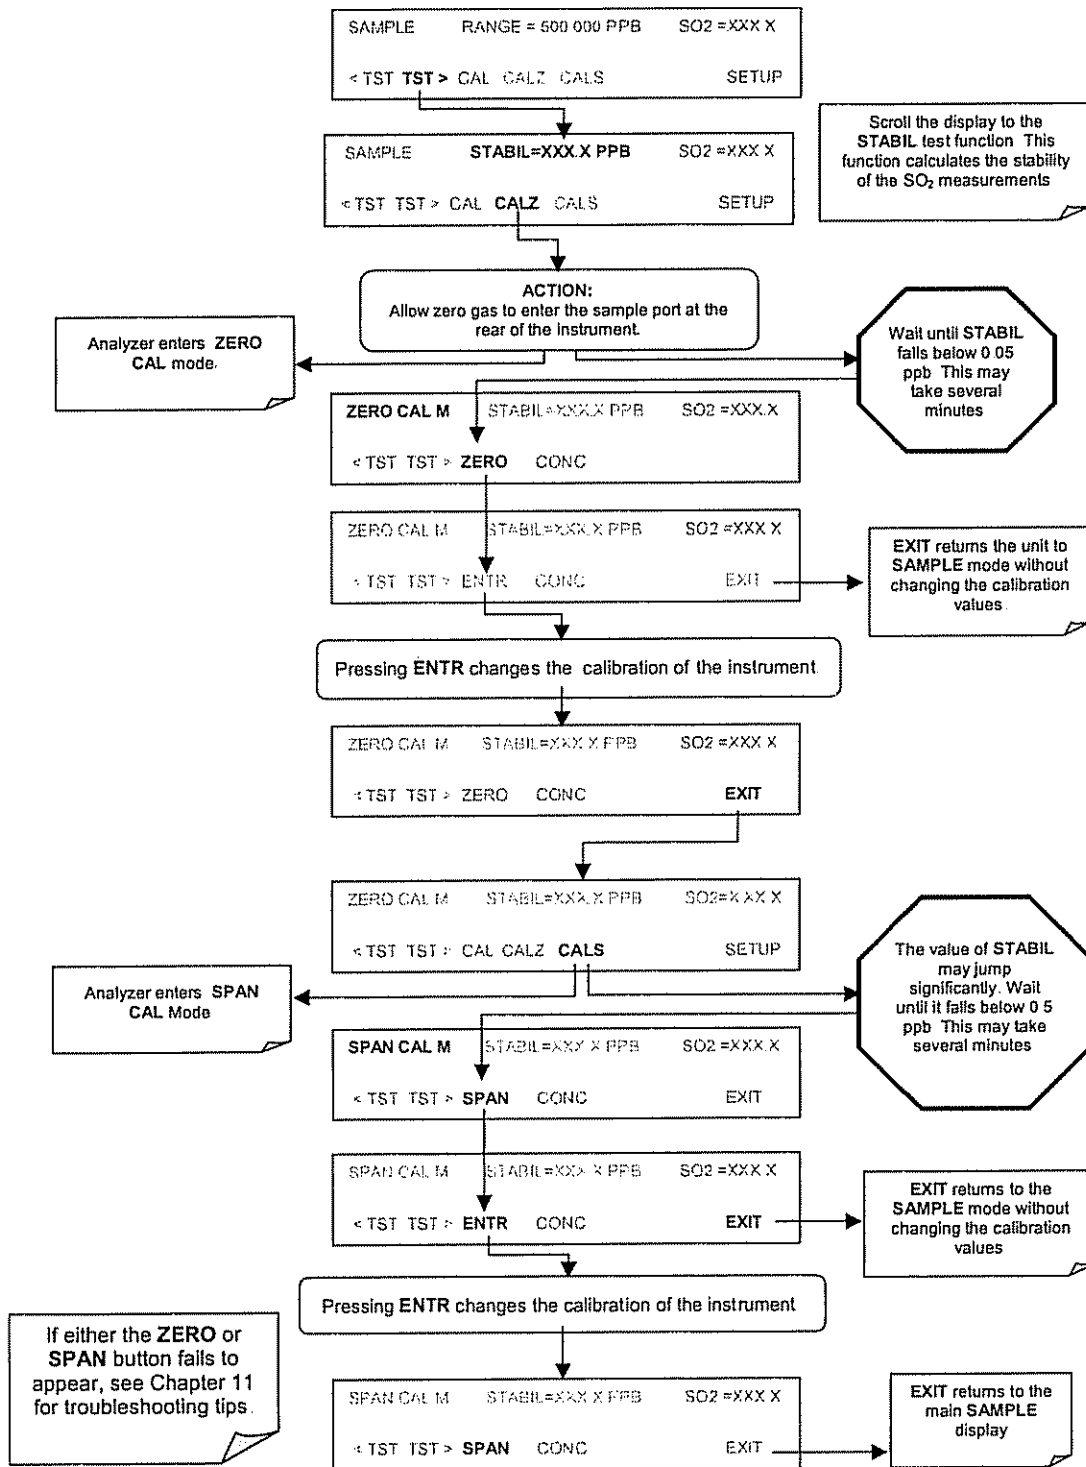 SAMPLE RANGE = 500 000 PPB SO2 =XXX X
< TST TST > CAL CALZ CALS SETUP
Scroll the display to the
STABIL test function This
function calculates the stability
of the SO₂ measurements
SAMPLE STABIL=XXX.X PPB SO2 =XXX X
< TST TST > CAL CALZ CALS SETUP
ACTION:
Allow zero gas to enter the sample port at the
rear of the instrument.
Analyzer enters ZERO
CAL mode.
Wait until STABIL
falls below 0 05
ppb This may
take several
minutes
ZERO CAL M STABIL=XXX.X PPB SO2 =XXX.X
< TST TST > ZERO CONC
ZERO CAL M STABIL=XXX.X PPB SO2 =XXX X
< TST TST > ENTR CONC EXIT
EXIT returns the unit to
SAMPLE mode without
changing the calibration
values
Pressing ENTR changes the calibration of the instrument
ZERO CAL M STABIL=XXX X PPB SO2 =XXX X
< TST TST > ZERO CONC EXIT
ZERO CAL M STABIL=XXX.X PPB SO2=XXX X
< TST TST > CAL CALZ CALS SETUP
The value of STABIL
may jump
significantly. Wait
until it falls below 0 5
ppb This may take
several minutes
Analyzer enters SPAN
CAL Mode
SPAN CAL M STABIL=XXX X PPB SO2 =XXX.X
< TST TST > SPAN CONC EXIT
SPAN CAL M STABIL=XXX X PPB SO2 =XXX X
< TST TST > ENTR CONC EXIT
EXIT returns to the
SAMPLE mode without
changing the calibration
values
Pressing ENTR changes the calibration of the instrument
If either the ZERO or
SPAN button fails to
appear, see Chapter 11
for troubleshooting tips.
SPAN CAL M STABIL=XXX X PPB SO2 =XXX X
< TST TST > SPAN CONC EXIT
EXIT returns to the
main SAMPLE
display